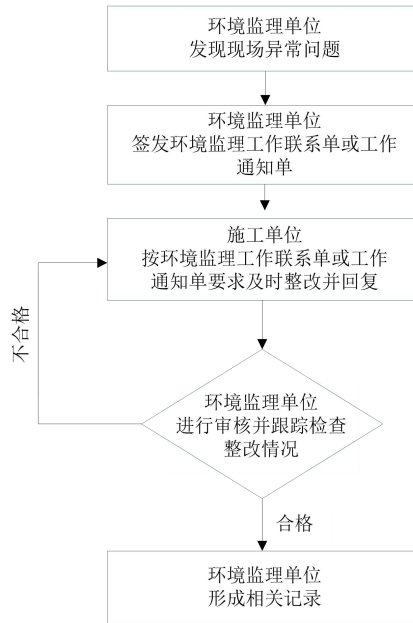 环境监理单位
发现现场异常问题
环境监理单位
签发环境监理工作联系单或工作
通知单
施工单位
按环境监理工作联系单或工作
通知单要求及时整改并回复
不合格
环境监理单位
进行审核并跟踪检查
整改情况
合格
环境监理单位
形成相关记录